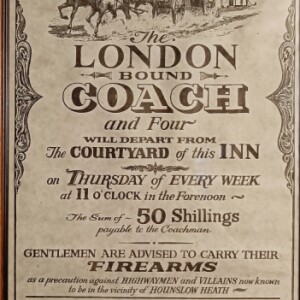 The
LONDON
BOUND
COACH
and Four
WILL DEPART FROM
The COURTYARD of this INN
on THURSDAY of EVERY WEEK
at 11 O'CLOCK in the Forenoon ~
The Sum of ~ 50 Shillings
payable to the Coachman
GENTLEMEN ARE ADVISED TO CARRY THEIR
FIREARMS
as a precaution against HIGHWAYMEN and VILLAINS now known
to be in the vicinity of HOUNSLOW HEATH ~